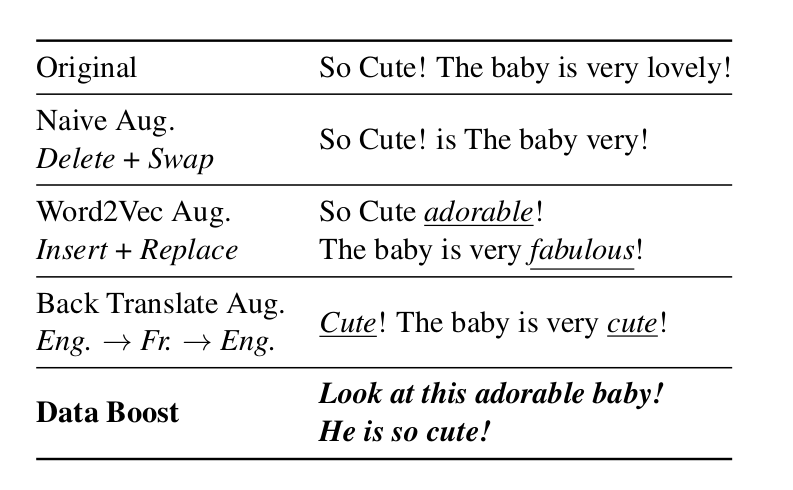 Original So Cute! The baby is very lovely!
Naive Aug.
Delete + Swap
So Cute! is The baby very!
Word2Vec Aug. So Cute adorable!
Insert + Replace The baby is very fabulous!
Back Translate Aug.
Eng. → Fr. → Eng.
Cute! The baby is very cute!
Data Boost
Look at this adorable baby!
He is so cute!